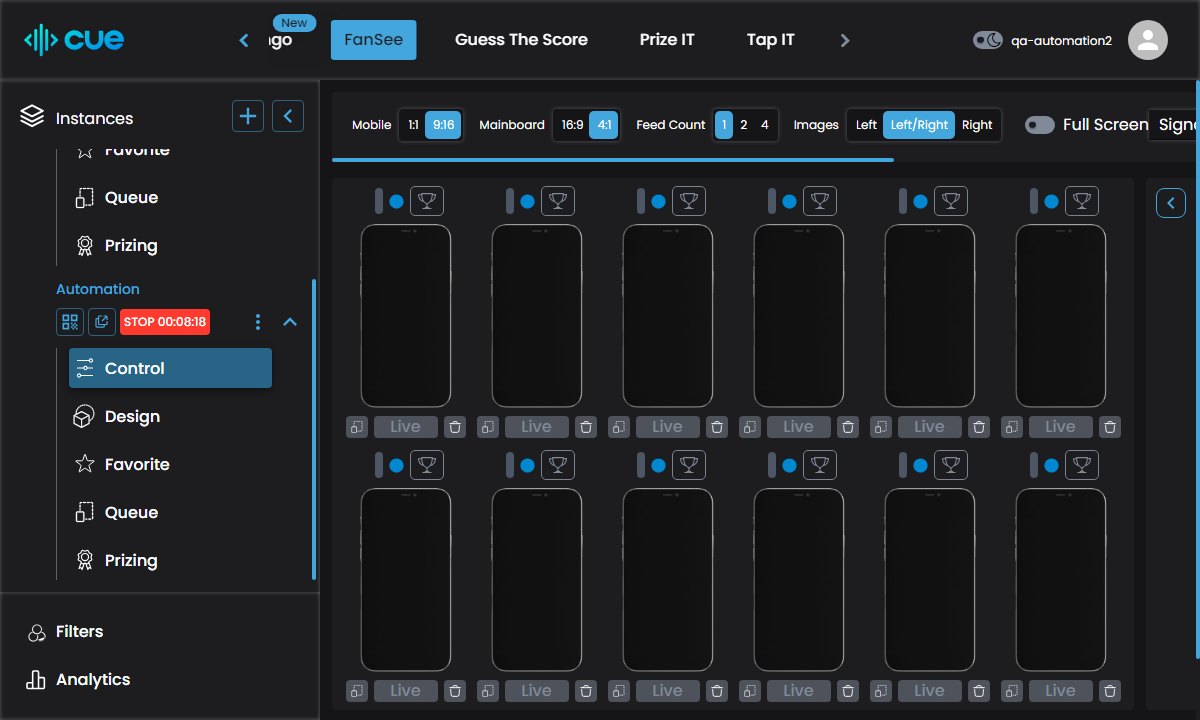 cue
New
FanSee
Guess The Score
Prize IT
Tap IT
qa-automation2
Instances
Favorite
Queue
Prizing
Automation
STOP 00:08:18
Control
Design
Favorite
Queue
Prizing
Filters
Analytics
Mobile 1:1 9:16 Mainboard 16:9 4:1 Feed Count 1 2 4 Images Left Left/Right Right Full Screen
Live Live Live Live Live Live
Live Live Live Live Live Live